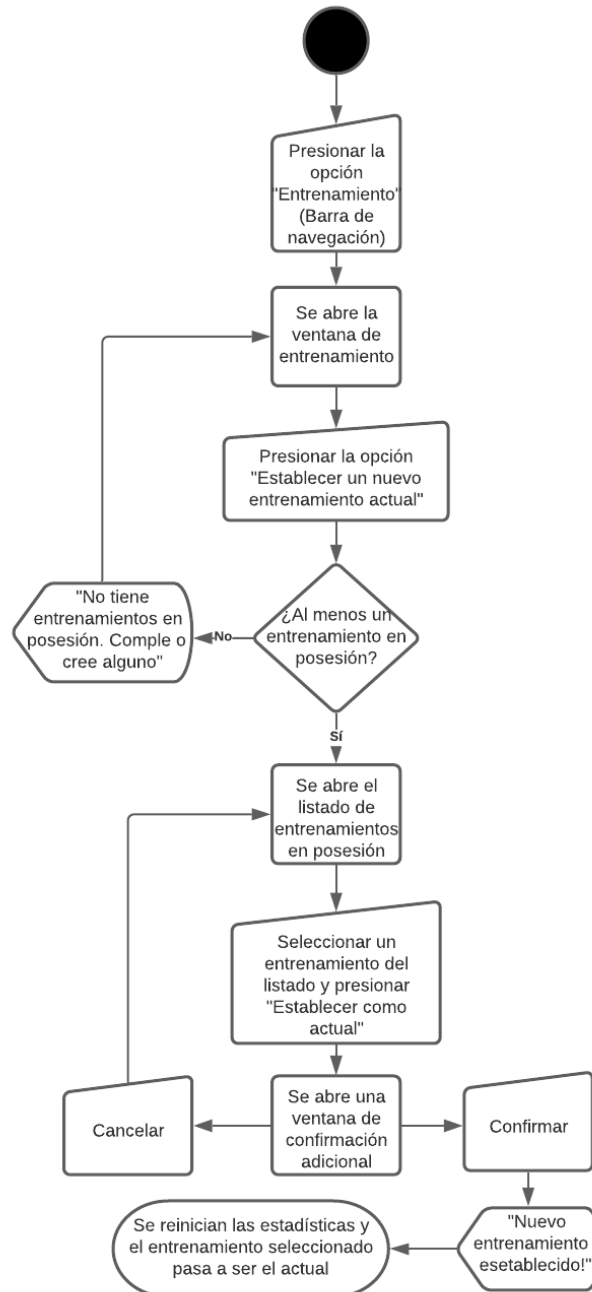 Presionar la
opción
"Entrenamiento"
(Barra de
navegación)
Se abre la
ventana de
entrenamiento
Presionar la opción
"Establecer un nuevo
entrenamiento actual"
¿Al menos un
entrenamiento en
posesión?
No
"No tiene
entrenamientos en
posesión. Comple o
cree alguno"
Sí
Se abre el
listado de
entrenamientos
en posesión
Seleccionar un
entrenamiento del
listado y presionar
"Establecer como
actual"
Se abre una
ventana de
confirmación
adicional
Cancelar
Confirmar
"Nuevo
entrenamiento
esetablecido!"
Se reinician las estadísticas y
el entrenamiento seleccionado
pasa a ser el actual